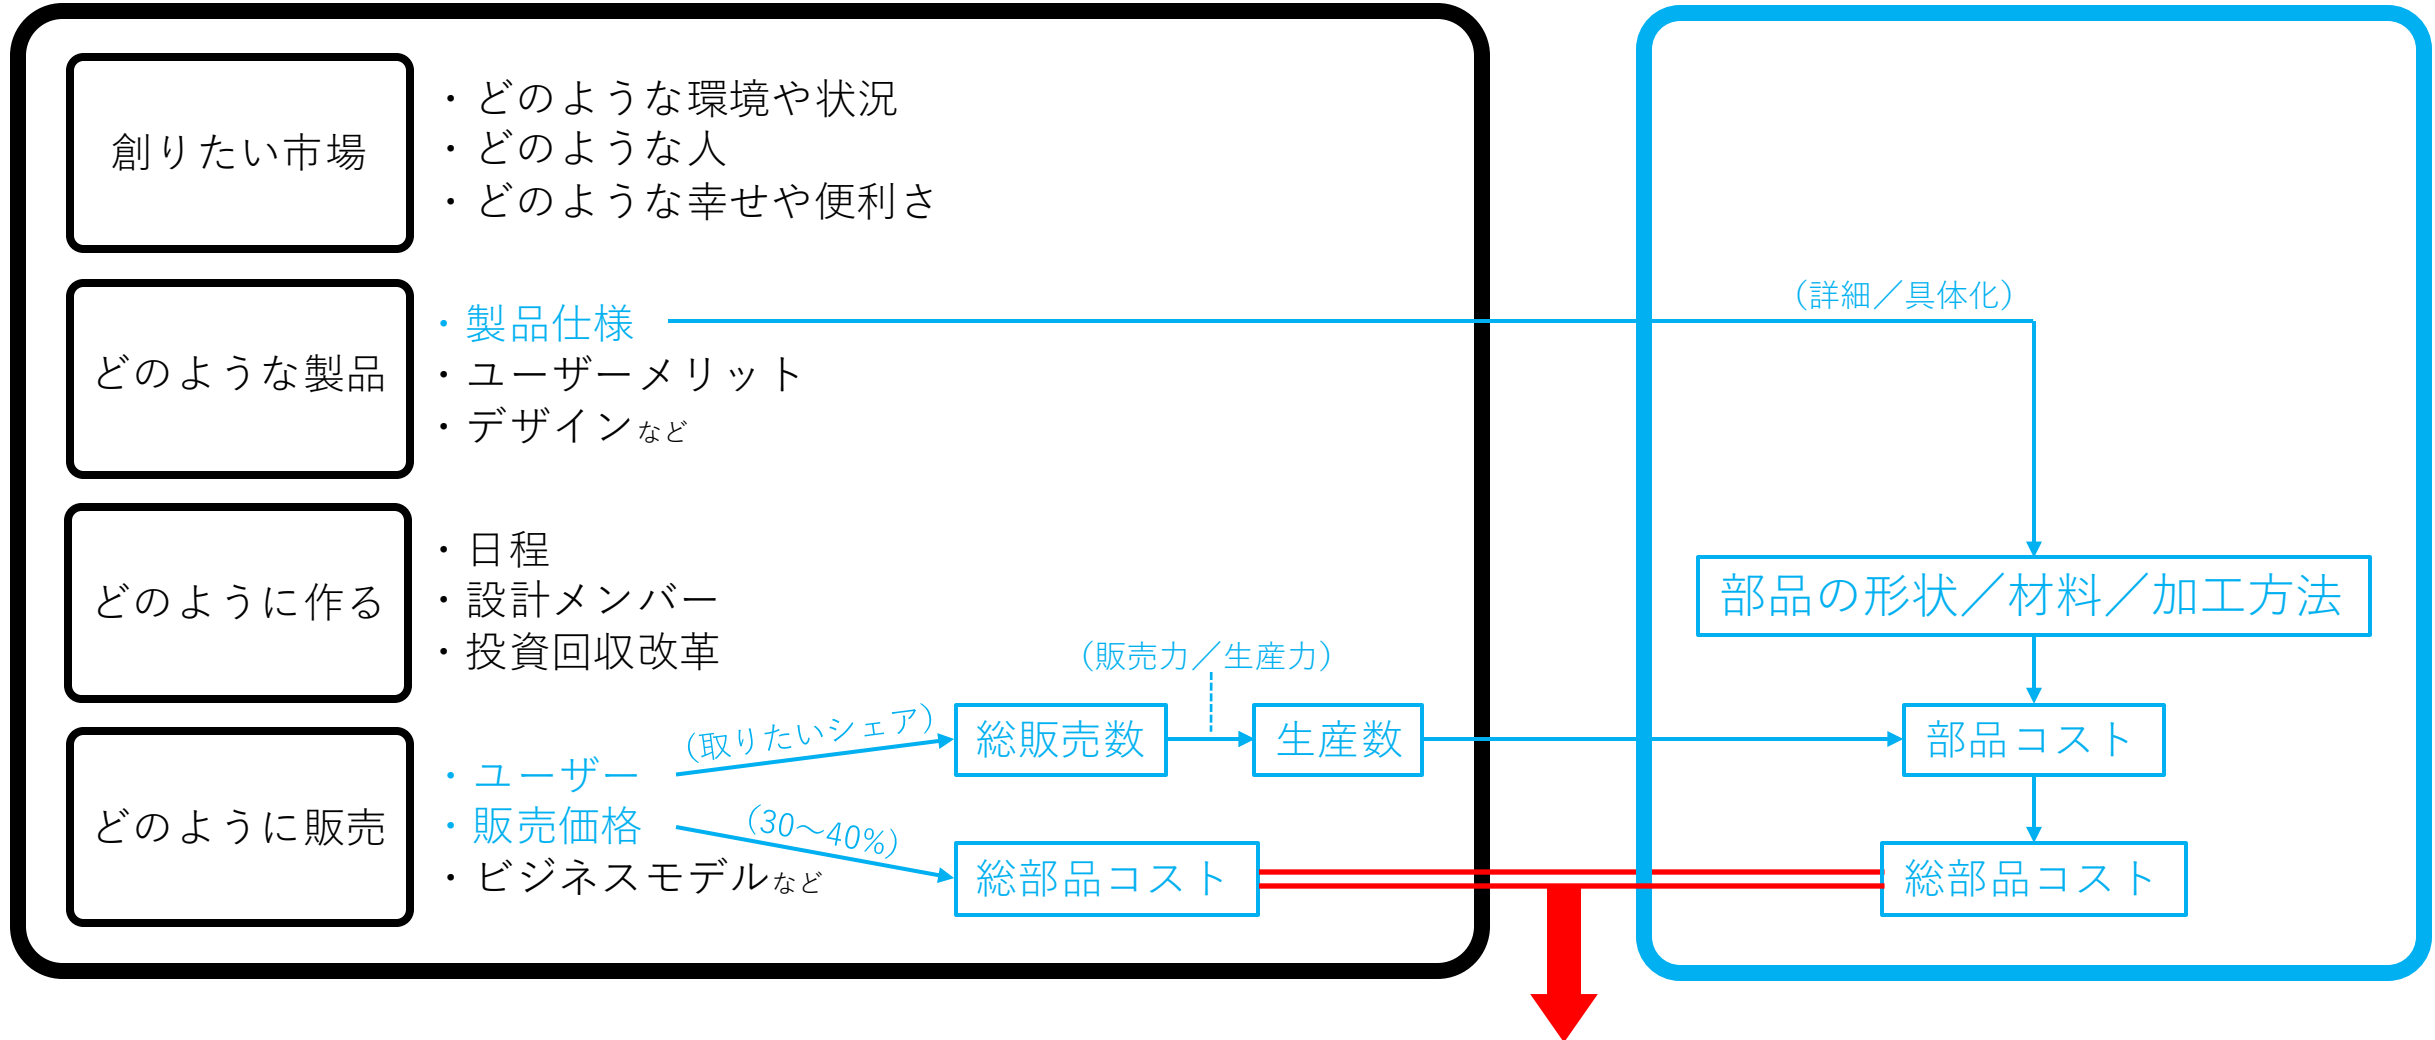 創りたい市場
・どのような環境や状況
・どのような人
・どのような幸せや便利さ
どのような製品
・製品仕様
・ユーザーメリット
・デザインなど
(詳細／具体化)
どのように作る
・日程
・設計メンバー
・投資回収改革
部品の形状／材料／加工方法
どのように販売
・ユーザー
・販売価格
・ビジネスモデルなど
(取りたいシェア)
総販売数
(販売力／生産力)
生産数
部品コスト
(30～40%)
総部品コスト
総部品コスト